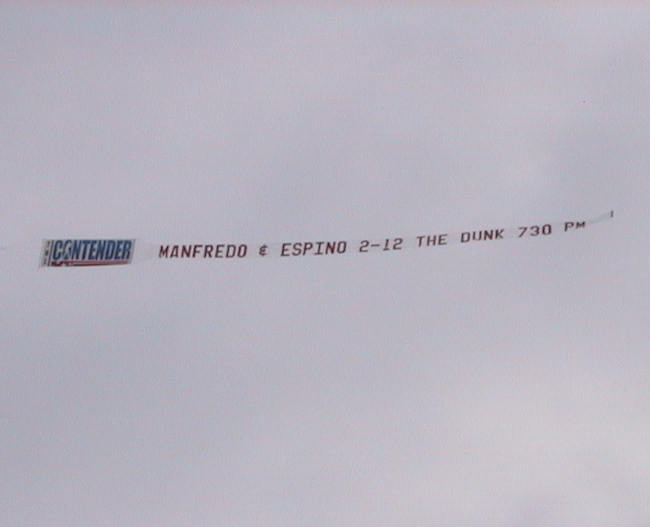 CONTENDER MANFREDO & ESPINO 2-12 THE DUNK 730 PM